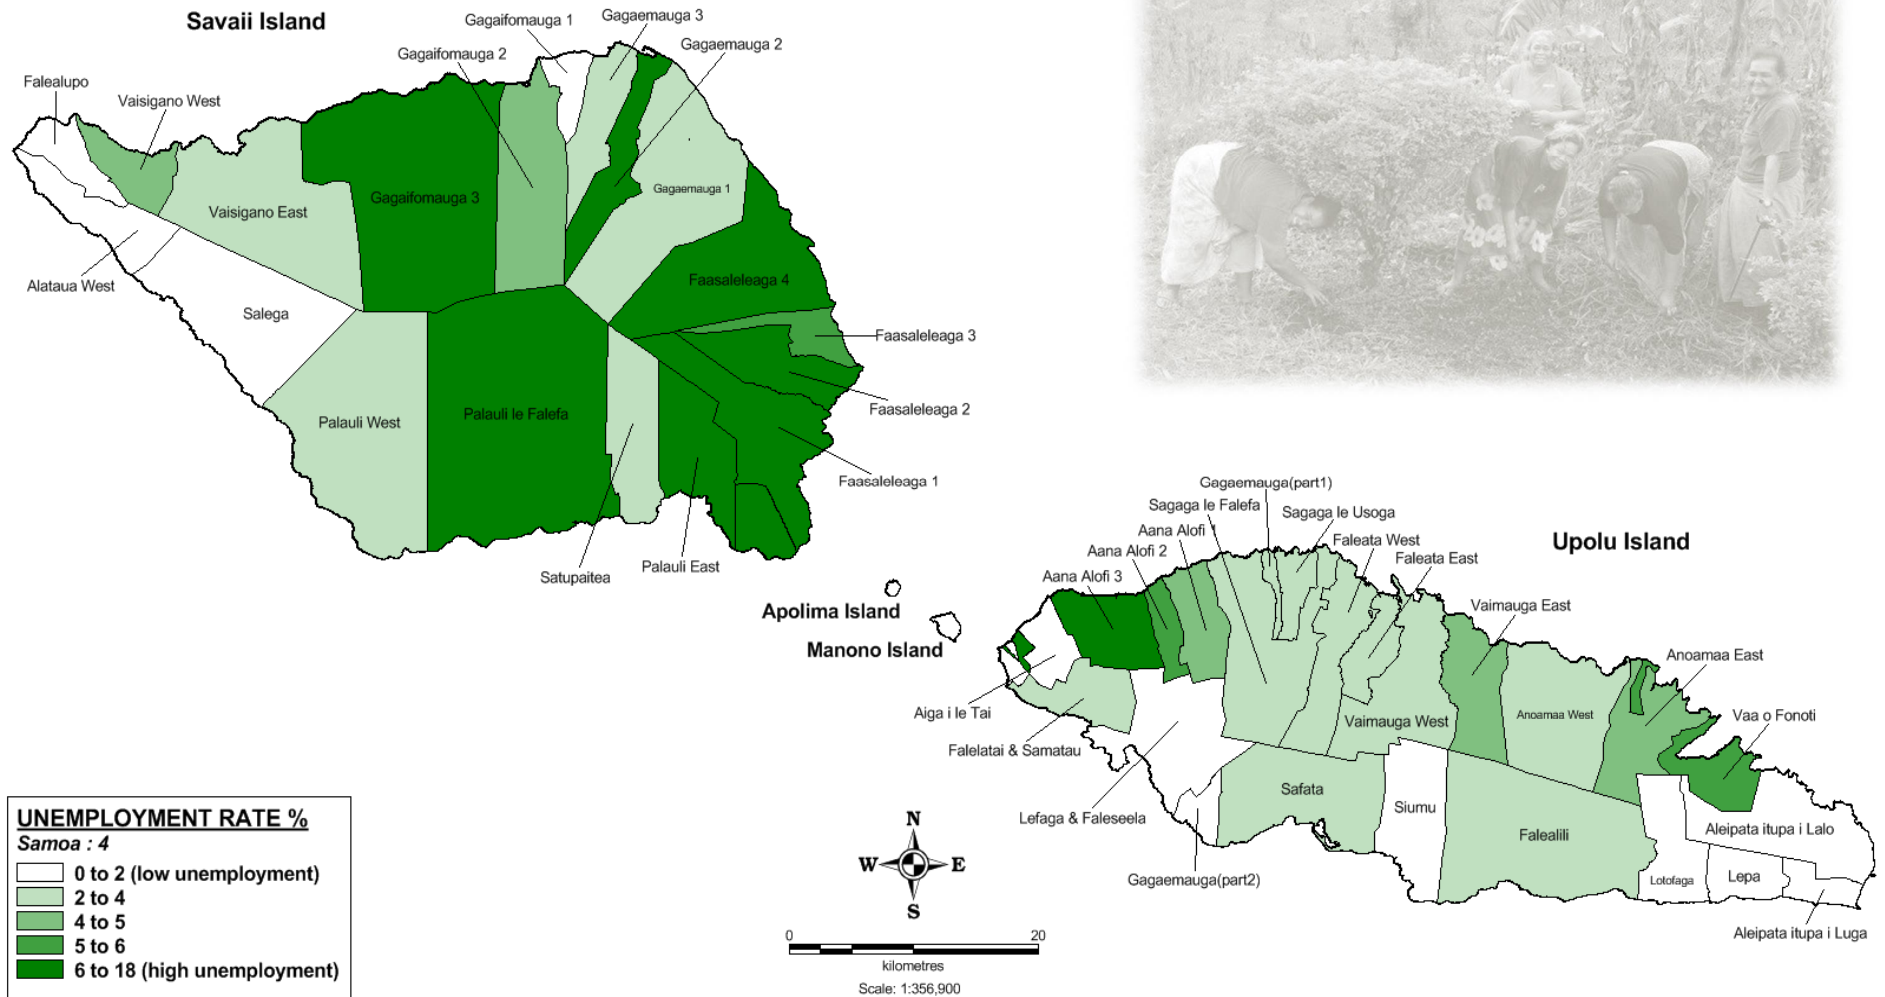 Savaii Island
Gagaifomauga 1
Gagaemauga 3
Gagaifomauga 2
Gagaemauga 2
Falealupo
Vaisigano West
Gagaemauga 1
Gagaifomauga 3
Vaisigano East
Alataua West
Faasaleleaga 4
Salega
Faasaleleaga 3
Faasaleleaga 2
Palauli West
Palauli le Falefa
Faasaleleaga 1
Satupaitea
Palauli East
Apolima Island
Manono Island
Upolu Island
Gagaemauga(part1)
Sagaga le Falefa
Sagaga le Usoga
Aana Alofi 1
Faleata West
Aana Alofi 2
Faleata East
Aana Alofi 3
Vaimauga East
Anoamaa East
Aiga i le Tai
Vaimauga West
Anoamaa West
Vaa o Fonoti
Falelatai & Samatau
Safata
Siumu
Lefaga & Faleseela
Falealili
Aleipata itupa i Lalo
Gagaemauga(part2)
Lotofaga
Lepa
Aleipata itupa i Luga
UNEMPLOYMENT RATE %
Samoa : 4
0 to 2 (low unemployment)
2 to 4
4 to 5
5 to 6
6 to 18 (high unemployment)
N
W E
S
0 20
kilometres
Scale: 1:356,900